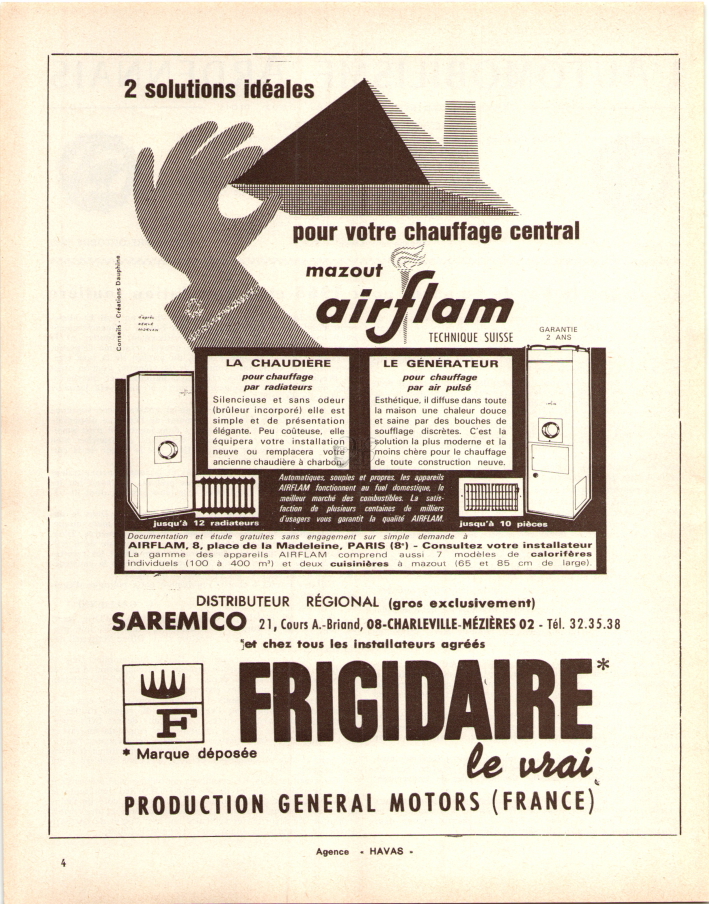 2 solutions idéales
pour votre chauffage central
mazout
airflam
TECHNIQUE SUISSE
GARANTIE
2 ANS
Conseils - Créations Dauphine
d'après
HERVÉ
MORVAN
LA CHAUDIÈRE
pour chauffage
par radiateurs
Silencieuse et sans odeur
(brûleur incorporé) elle est
simple et de présentation
élégante. Peu coûteuse, elle
équipera votre installation
neuve ou remplacera votre
ancienne chaudière à charbon.
LE GÉNÉRATEUR
pour chauffage
par air pulsé
Esthétique, il diffuse dans toute
la maison une chaleur douce
et saine par des bouches de
soufflage discrètes. C'est la
solution la plus moderne et la
moins chère pour le chauffage
de toute construction neuve.
Automatiques, souples et propres, les appareils
AIRFLAM fonctionnent au fuel domestique, le
meilleur marché des combustibles. La satis-
faction de plusieurs centaines de milliers
d'usagers vous garantit la qualité AIRFLAM.
jusqu'à 12 radiateurs
jusqu'à 10 pièces
Documentation et étude gratuites sans engagement sur simple demande à
AIRFLAM, 8, place de la Madeleine, PARIS (8e) - Consultez votre installateur
La gamme des appareils AIRFLAM comprend aussi 7 modèles de calorifères
individuels (100 à 400 m³) et deux cuisinières à mazout (65 et 85 cm de large).
DISTRIBUTEUR RÉGIONAL (gros exclusivement)
SAREMICO 21, Cours A.-Briand, 08-CHARLEVILLE-MÉZIÈRES 02 - Tél. 32.35.38
et chez tous les installateurs agréés
F
FRIGIDAIRE*
* Marque déposée
le vrai
PRODUCTION GENERAL MOTORS (FRANCE)
Agence - HAVAS -
4